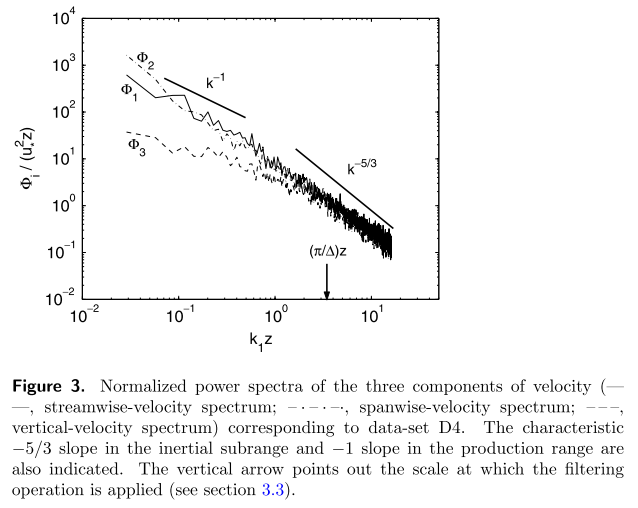 10^4
10^3
10^2
10^1
10^0
10^-1
10^-2
Φ_i / (u_*^2 z)
Φ_2
Φ_1
Φ_3
k^-1
k^-5/3
(π/Δ)z
10^-2
10^-1
10^0
10^1
k_1z
Figure 3. Normalized power spectra of the three components of velocity (—
—, streamwise-velocity spectrum; – · – · – ·, spanwise-velocity spectrum; – – –,
vertical-velocity spectrum) corresponding to data-set D4. The characteristic
−5/3 slope in the inertial subrange and −1 slope in the production range are
also indicated. The vertical arrow points out the scale at which the filtering
operation is applied (see section 3.3).